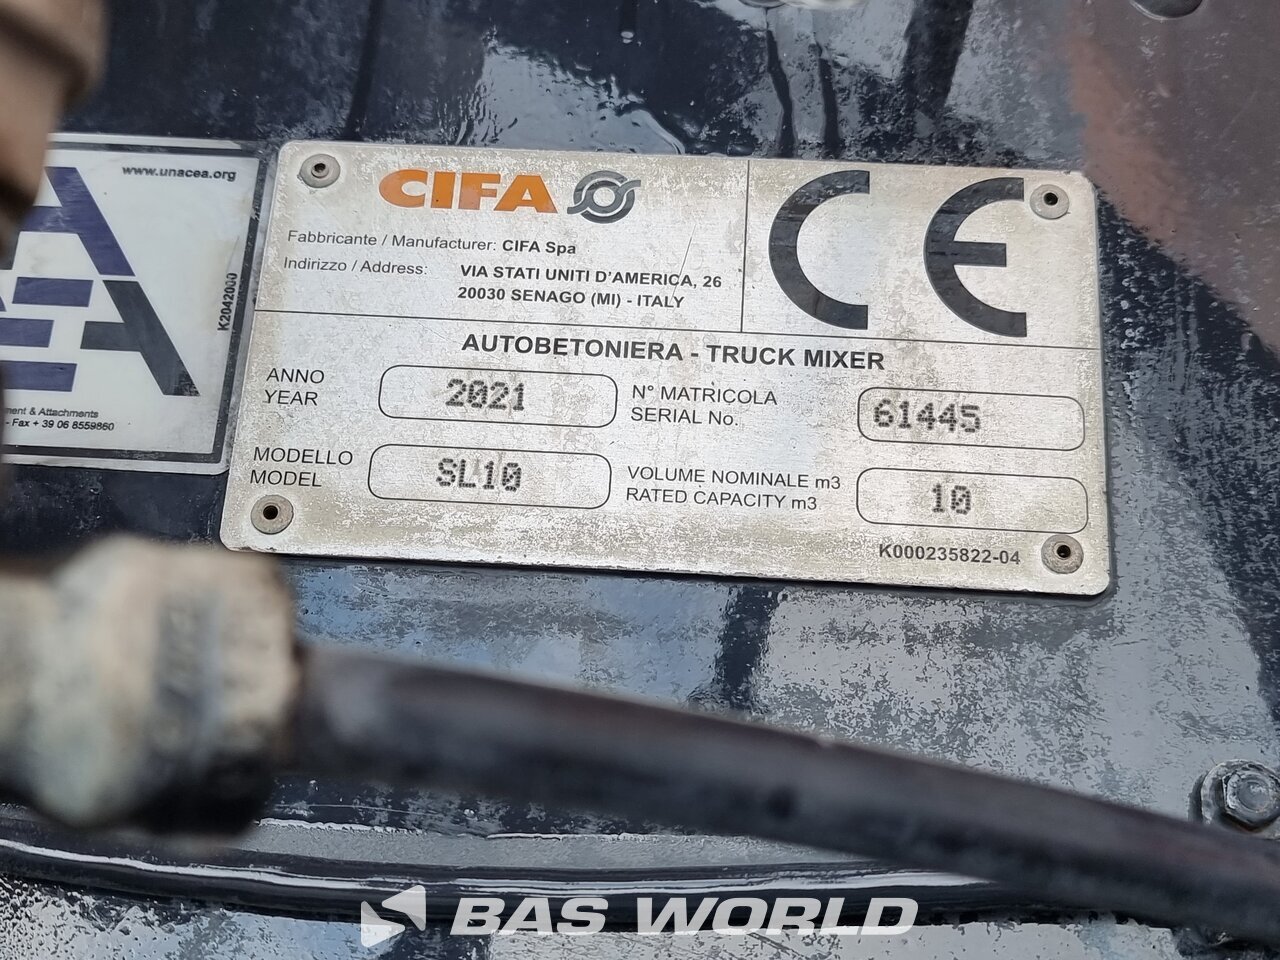 www.unacea.org
K2042000
& Attachments
- Fax + 39 06 8559860
CIFA
Fabbricante / Manufacturer: CIFA Spa
Indirizzo / Address: VIA STATI UNITI D'AMERICA, 26
20030 SENAGO (MI) - ITALY
CE
AUTOBETONIERA - TRUCK MIXER
ANNO
YEAR
2021
N° MATRICOLA
SERIAL No.
61445
MODELLO
MODEL
SL10
VOLUME NOMINALE m3
RATED CAPACITY m3
10
K000235822-04
BAS WORLD